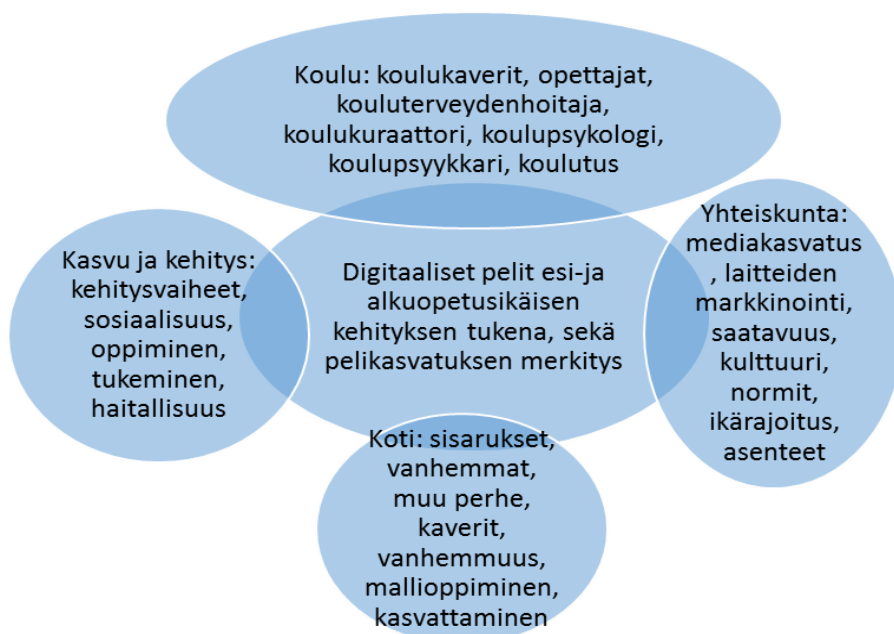 Koulu: koulukaverit, opettajat,
kouluterveydenhoitaja,
koulukuraattori, koulupsykologi,
koulupsyykkari, koulutus
Kasvu ja kehitys:
kehitysvaiheet,
sosiaalisuus,
oppiminen,
tukeminen,
haitallisuus
Digitaaliset pelit esi-ja
alkuopetusikäisen
kehityksen tukena, sekä
pelikasvatuksen merkitys
Yhteiskunta:
mediakasvatus
, laitteiden
markkinointi,
saatavuus,
kulttuuri,
normit,
ikärajoitus,
asenteet
Koti: sisarukset,
vanhemmat,
muu perhe,
kaverit,
vanhemmuus,
mallioppiminen,
kasvattaminen